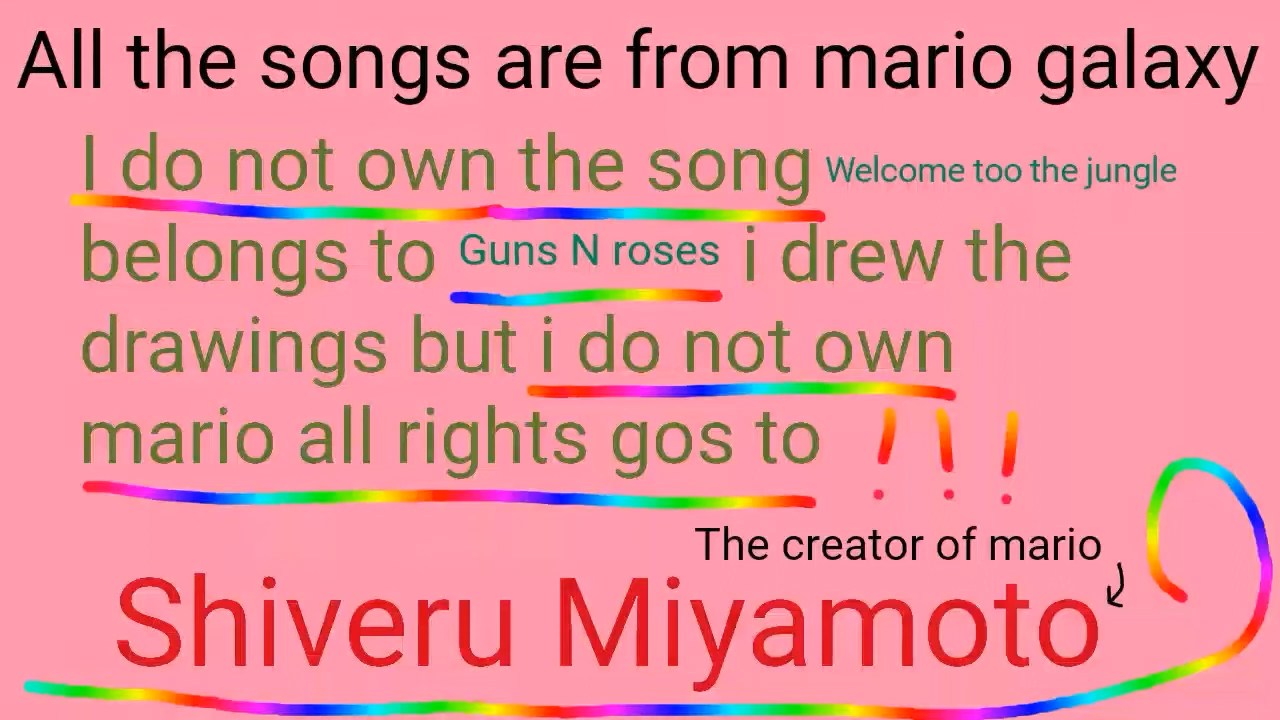 All the songs are from mario galaxy
I do not own the song Welcome too the jungle
belongs to Guns N roses i drew the
drawings but i do not own
mario all rights gos to !!!
The creator of mario
Shiveru Miyamoto